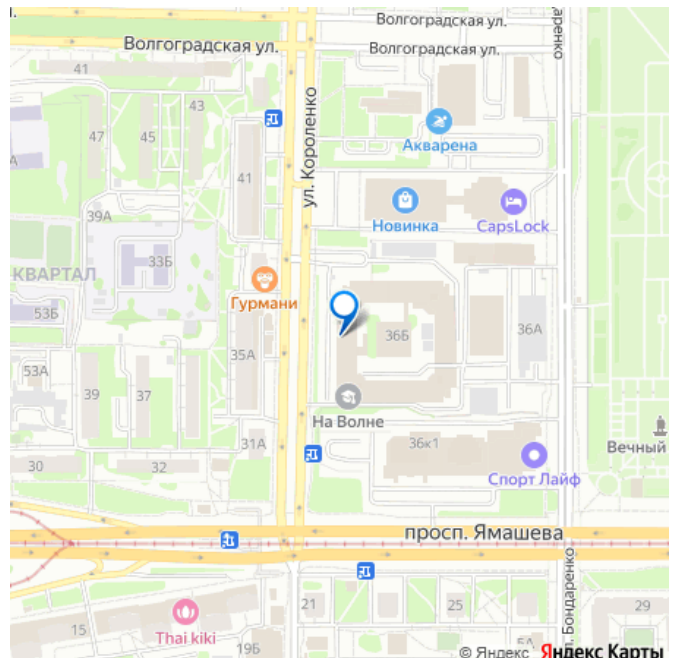 Волгоградская ул.
Волгоградская ул.
41
43
47
45
41
ул. Короленко
Акварена
Новинка
CapsLock
39А
33Б
КВАРТАЛ
53Б
Гурмани
35А
36Б
36А
53А
39
37
На Волне
31А
36к1
30
32
Спорт Лайф
Вечный
просп. Ямашева
21
25
29
15
Thai kiki
19Б
5А
л. Бондаренко
© Яндекс Яндекс Карты